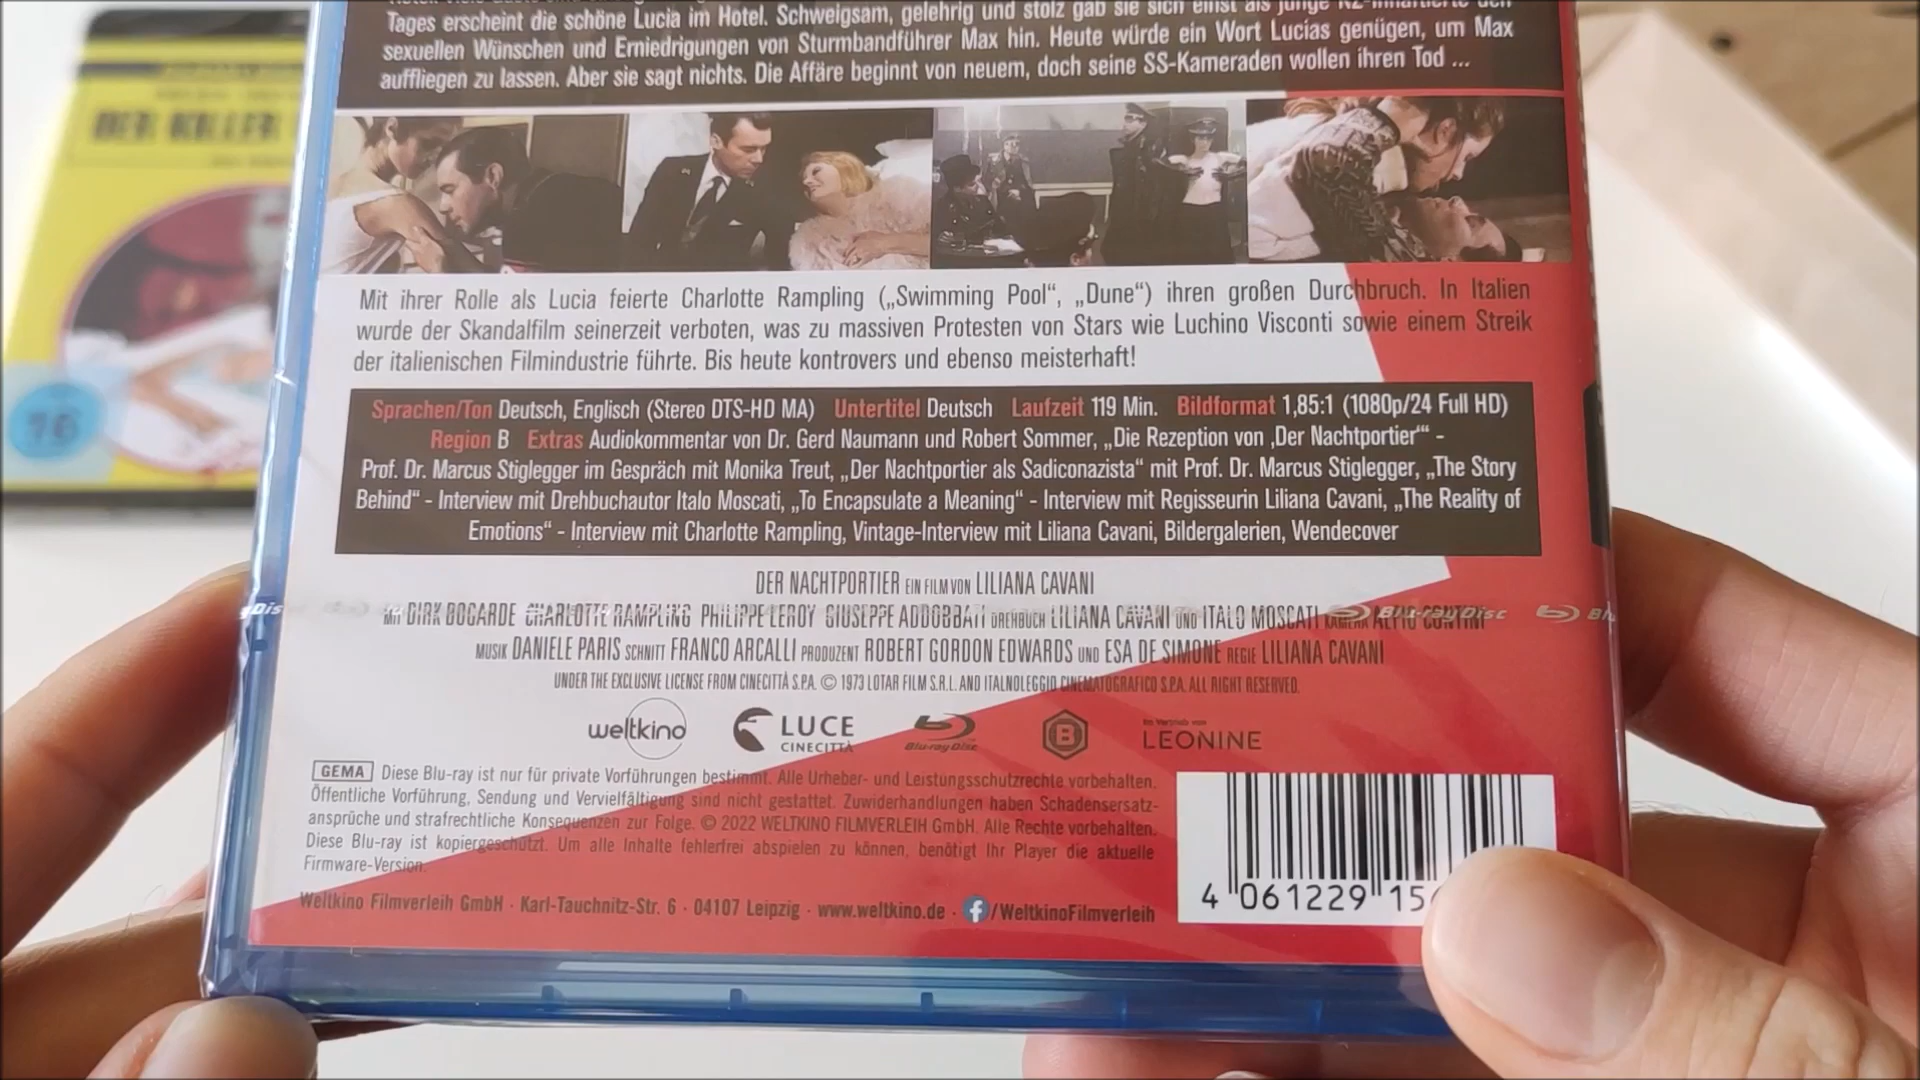 Tages erscheint die schöne Lucia im Hotel. Schweigsam, gelehrig und stolz gab sie sich einst als junge KZ-Inhaftierte den
sexuellen Wünschen und Erniedrigungen von Sturmbandführer Max hin. Heute würde ein Wort Lucias genügen, um Max
auffliegen zu lassen. Aber sie sagt nichts. Die Affäre beginnt von neuem, doch seine SS-Kameraden wollen ihren Tod ...
DER KILLER
Mit ihrer Rolle als Lucia feierte Charlotte Rampling („Swimming Pool“, „Dune“) ihren großen Durchbruch. In Italien
wurde der Skandalfilm seinerzeit verboten, was zu massiven Protesten von Stars wie Luchino Visconti sowie einem Streik
der italienischen Filmindustrie führte. Bis heute kontrovers und ebenso meisterhaft!
16
Sprachen/Ton Deutsch, Englisch (Stereo DTS-HD MA) Untertitel Deutsch Laufzeit 119 Min. Bildformat 1,85:1 (1080p/24 Full HD)
Region B Extras Audiokommentar von Dr. Gerd Naumann und Robert Sommer, „Die Rezeption von ‚Der Nachtportier‘“ -
Prof. Dr. Marcus Stiglegger im Gespräch mit Monika Treut, „Der Nachtportier als Sadiconazista“ mit Prof. Dr. Marcus Stiglegger, „The Story
Behind“ - Interview mit Drehbuchautor Italo Moscati, „To Encapsulate a Meaning“ - Interview mit Regisseurin Liliana Cavani, „The Reality of
Emotions“ - Interview mit Charlotte Rampling, Vintage-Interview mit Liliana Cavani, Bildergalerien, Wendecover
DER NACHTPORTIER EIN FILM VON LILIANA CAVANI
MIT DIRK BOGARDE CHARLOTTE RAMPLING PHILIPPE LEROY GIUSEPPE ADDOBBATI DREHBUCH LILIANA CAVANI UND ITALO MOSCATI KAMERA ALFIO CONTINI
Blu-ray Disc
MUSIK DANIELE PARIS SCHNITT FRANCO ARCALLI PRODUZENT ROBERT GORDON EDWARDS UND ESA DE SIMONE REGIE LILIANA CAVANI
UNDER THE EXCLUSIVE LICENSE FROM CINECITTÀ S.P.A. © 1973 LOTAR FILM S.R.L. AND ITALNOLEGGIO CINEMATOGRAFICO S.P.A. ALL RIGHT RESERVED.
weltkino LUCE CINECITTÀ Blu-ray Disc B Im Vertrieb von LEONINE
GEMA Diese Blu-ray ist nur für private Vorführungen bestimmt. Alle Urheber- und Leistungsschutzrechte vorbehalten.
Öffentliche Vorführung, Sendung und Vervielfältigung sind nicht gestattet. Zuwiderhandlungen haben Schadensersatz-
ansprüche und strafrechtliche Konsequenzen zur Folge. © 2022 WELTKINO FILMVERLEIH GmbH. Alle Rechte vorbehalten.
Diese Blu-ray ist kopiergeschützt. Um alle Inhalte fehlerfrei abspielen zu können, benötigt Ihr Player die aktuelle
Firmware-Version.
Weltkino Filmverleih GmbH · Karl-Tauchnitz-Str. 6 · 04107 Leipzig · www.weltkino.de · f/WeltkinoFilmverleih
4 061229 15